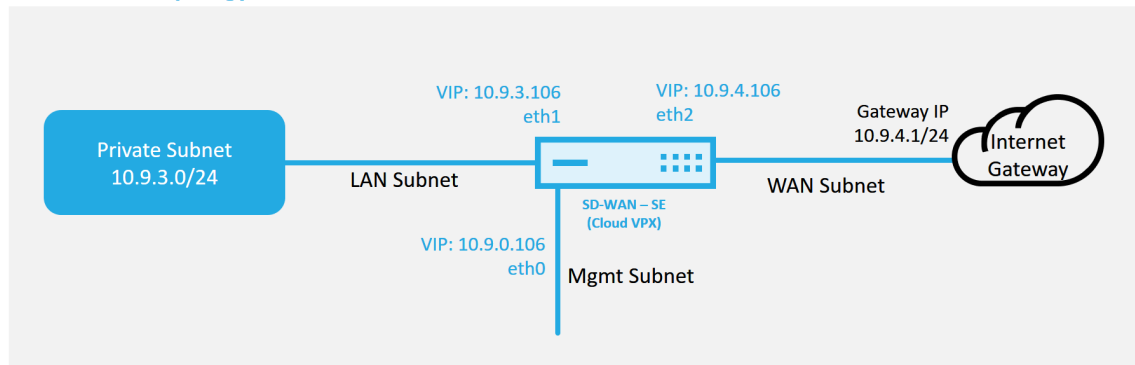 VIP: 10.9.3.106
eth1
VIP: 10.9.4.106
eth2
Gateway IP
10.9.4.1/24
Internet
Gateway
Private Subnet
10.9.3.0/24
LAN Subnet
WAN Subnet
SD-WAN – SE
(Cloud VPX)
VIP: 10.9.0.106
eth0
Mgmt Subnet